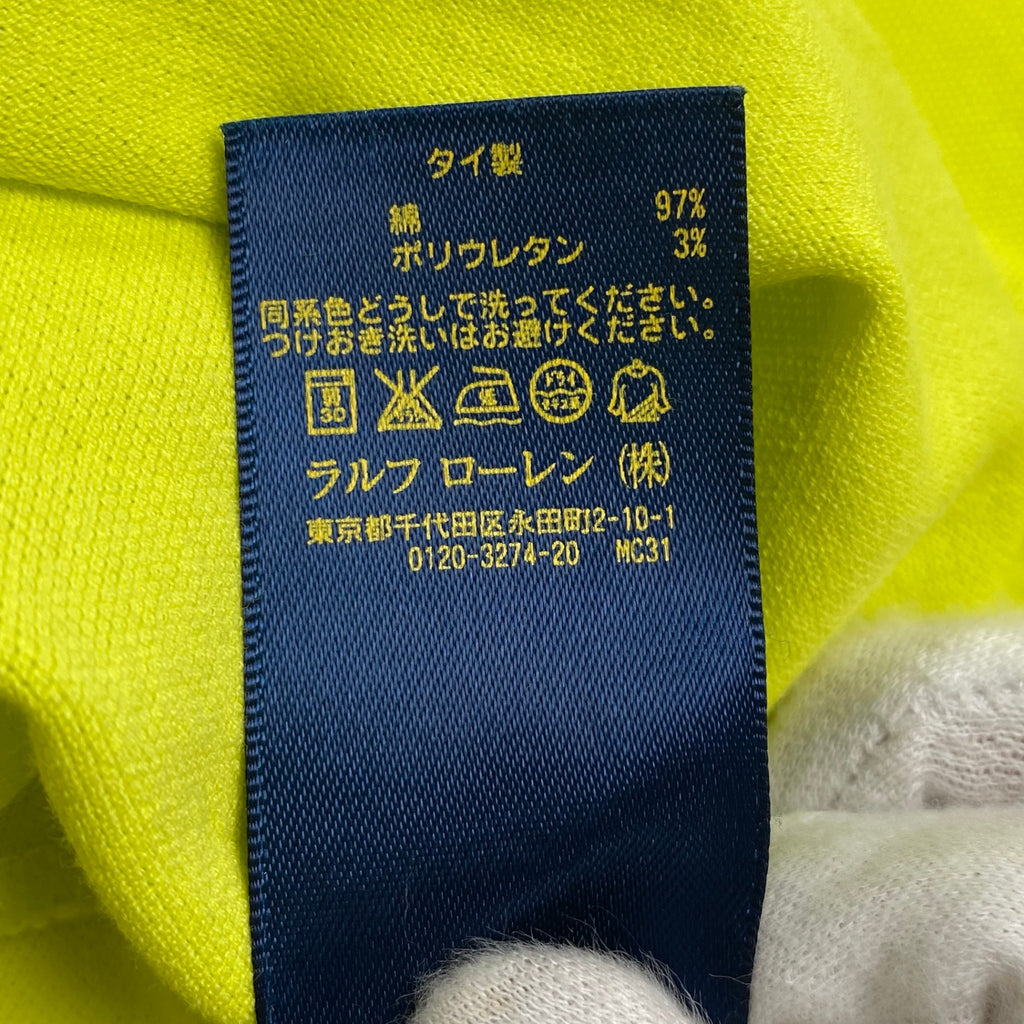 タイ製
綿 97%
ポリウレタン 3%
同系色どうして洗ってください。
つけおき洗いはお避けください。
30
ラルフ ローレン (株)
東京都千代田区永田町2-10-1
0120-3274-20 MC31